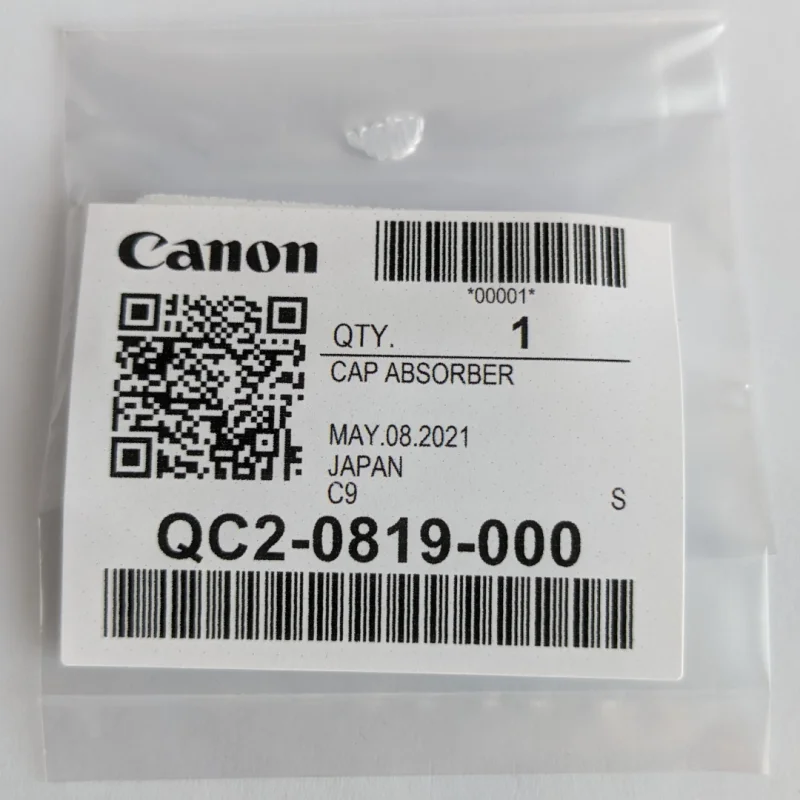 Canon
*00001*
QTY. 1
CAP ABSORBER
MAY.08.2021
JAPAN
C9 S
QC2-0819-000